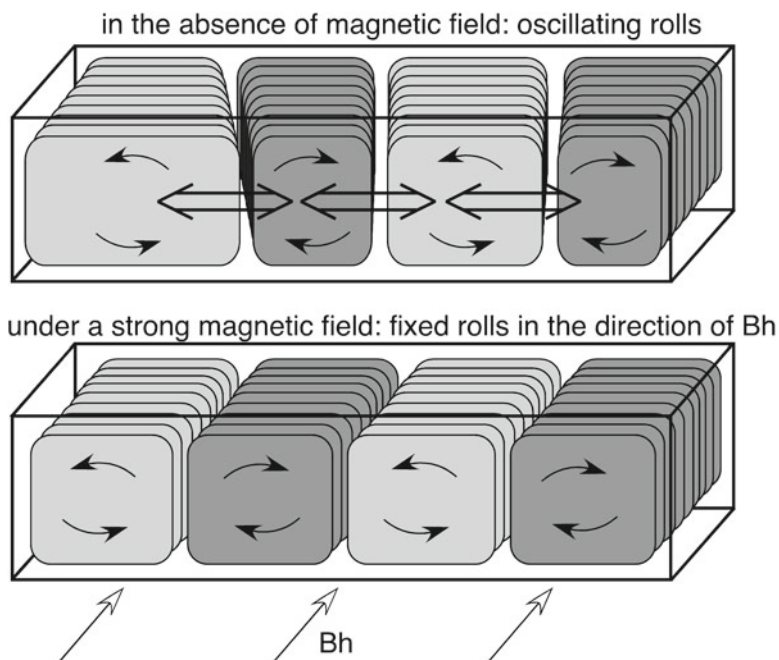 in the absence of magnetic field: oscillating rolls
under a strong magnetic field: fixed rolls in the direction of Bh
Bh